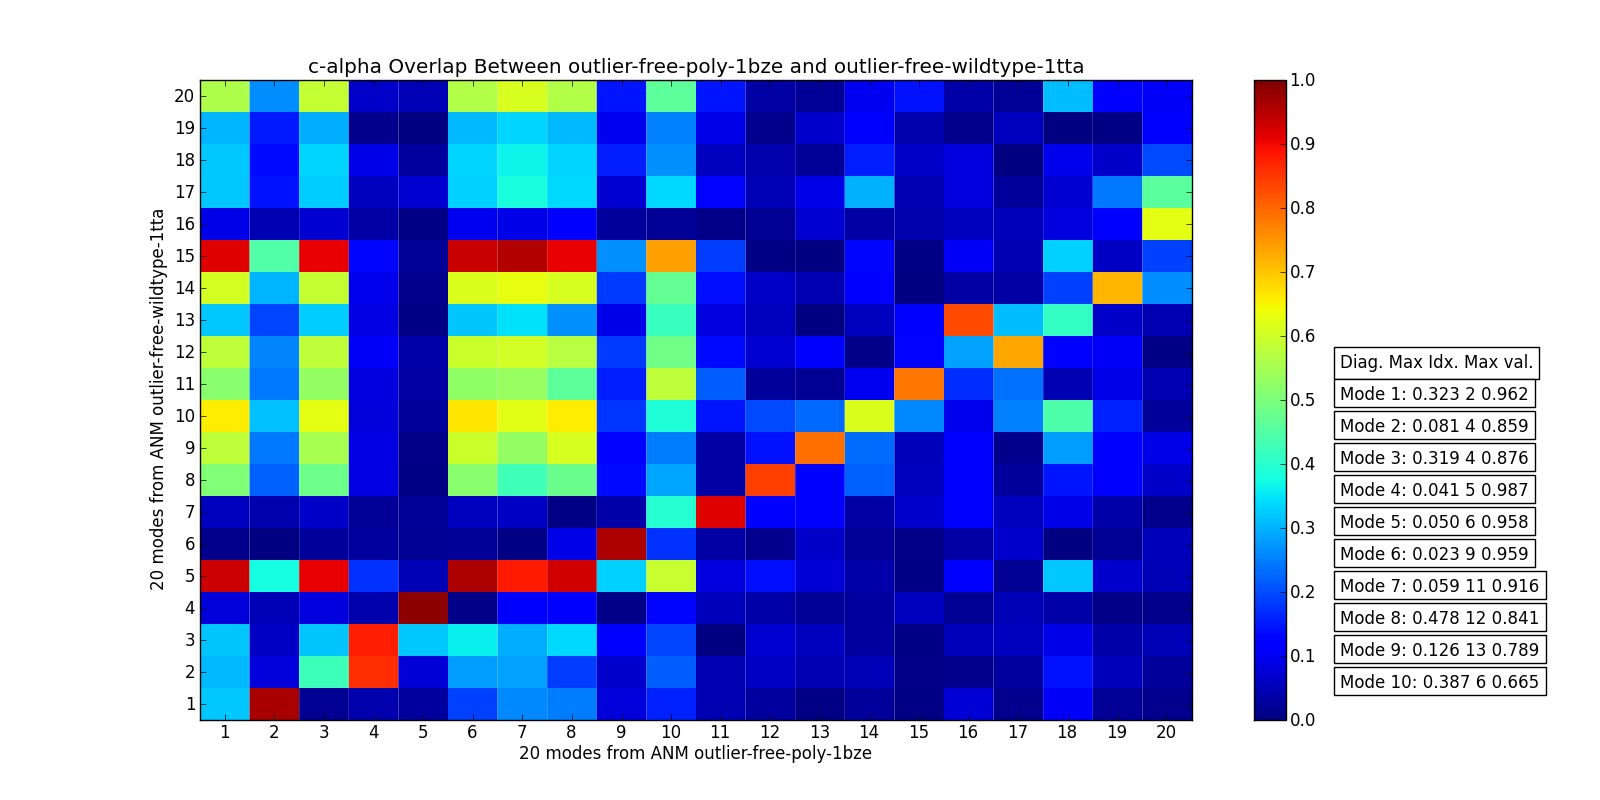 c-alpha Overlap Between outlier-free-poly-1bze and outlier-free-wildtype-1tta
20 modes from ANM outlier-free-wildtype-1tta
20
19
18
17
16
15
14
13
12
11
10
9
8
7
6
5
4
3
2
1
1 2 3 4 5 6 7 8 9 10 11 12 13 14 15 16 17 18 19 20
20 modes from ANM outlier-free-poly-1bze
1.0
0.9
0.8
0.7
0.6
0.5
0.4
0.3
0.2
0.1
0.0
Diag. Max Idx. Max val.
Mode 1: 0.323 2 0.962
Mode 2: 0.081 4 0.859
Mode 3: 0.319 4 0.876
Mode 4: 0.041 5 0.987
Mode 5: 0.050 6 0.958
Mode 6: 0.023 9 0.959
Mode 7: 0.059 11 0.916
Mode 8: 0.478 12 0.841
Mode 9: 0.126 13 0.789
Mode 10: 0.387 6 0.665